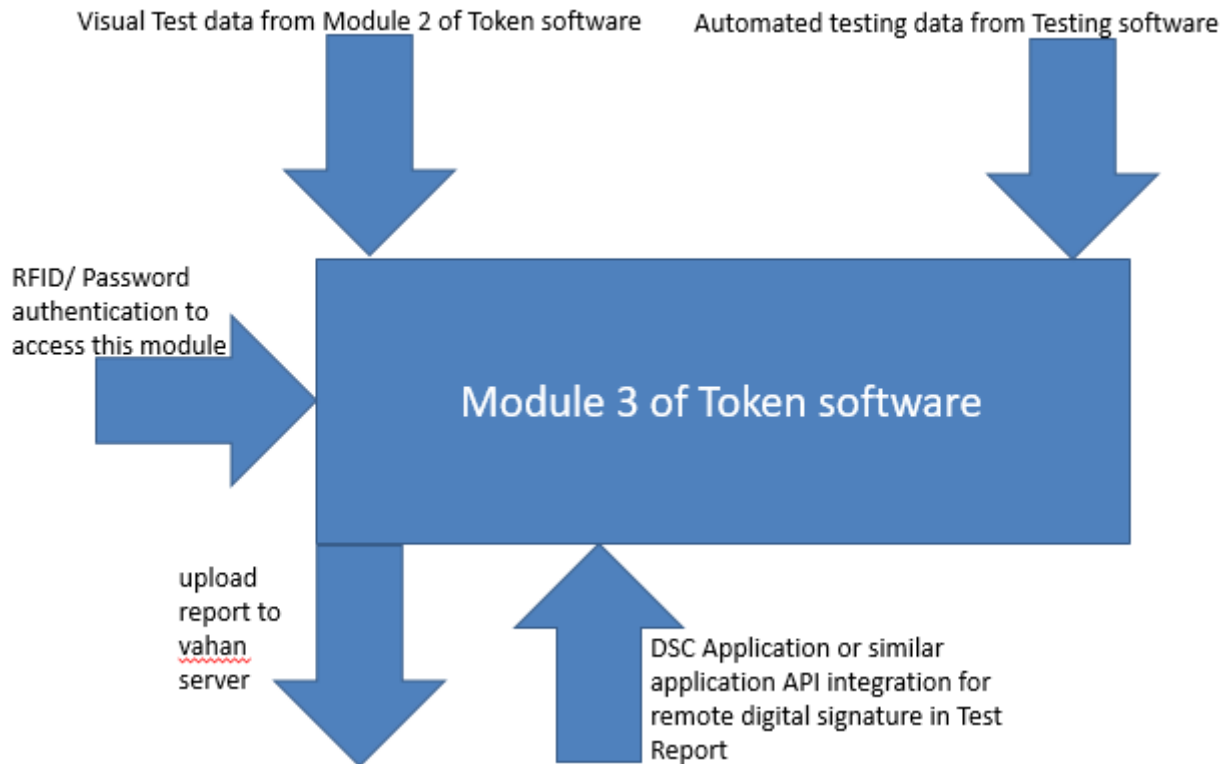 Visual Test data from Module 2 of Token software
Automated testing data from Testing software
RFID/ Password
authentication to
access this module
Module 3 of Token software
upload
report to
vahan
server
DSC Application or similar
application API integration for
remote digital signature in Test
Report